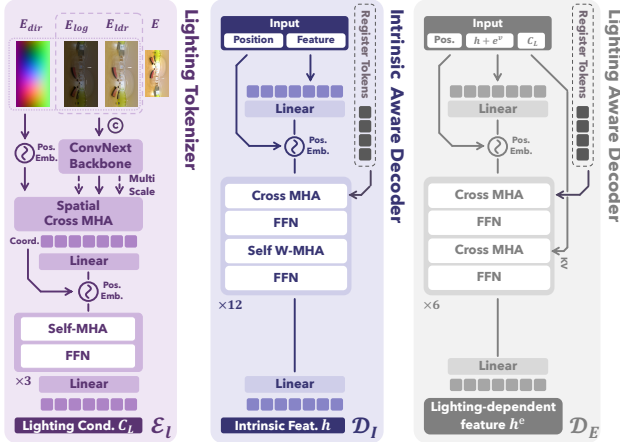 E_dir E_log E_ldr E
C
Pos.
Emb.
ConvNext
Backbone
Multi
Scale
Spatial
Cross MHA
Coord.
Linear
Pos.
Emb.
Self-MHA
FFN
×3
Linear
Lighting Cond. C_L
ℰ_l
Lighting Tokenizer
Input
Position Feature
Register Tokens
Linear
Pos.
Emb.
Cross MHA
FFN
Self W-MHA
FFN
×12
Linear
Intrinsic Feat. h
𝒟_I
Intrinsic Aware Decoder
Input
Pos. h + e^v C_L
Register Tokens
Linear
Pos.
Emb.
Cross MHA
FFN
Cross MHA
FFN
KV
×6
Linear
Lighting-dependent
feature h^e
𝒟_E
Lighting Aware Decoder